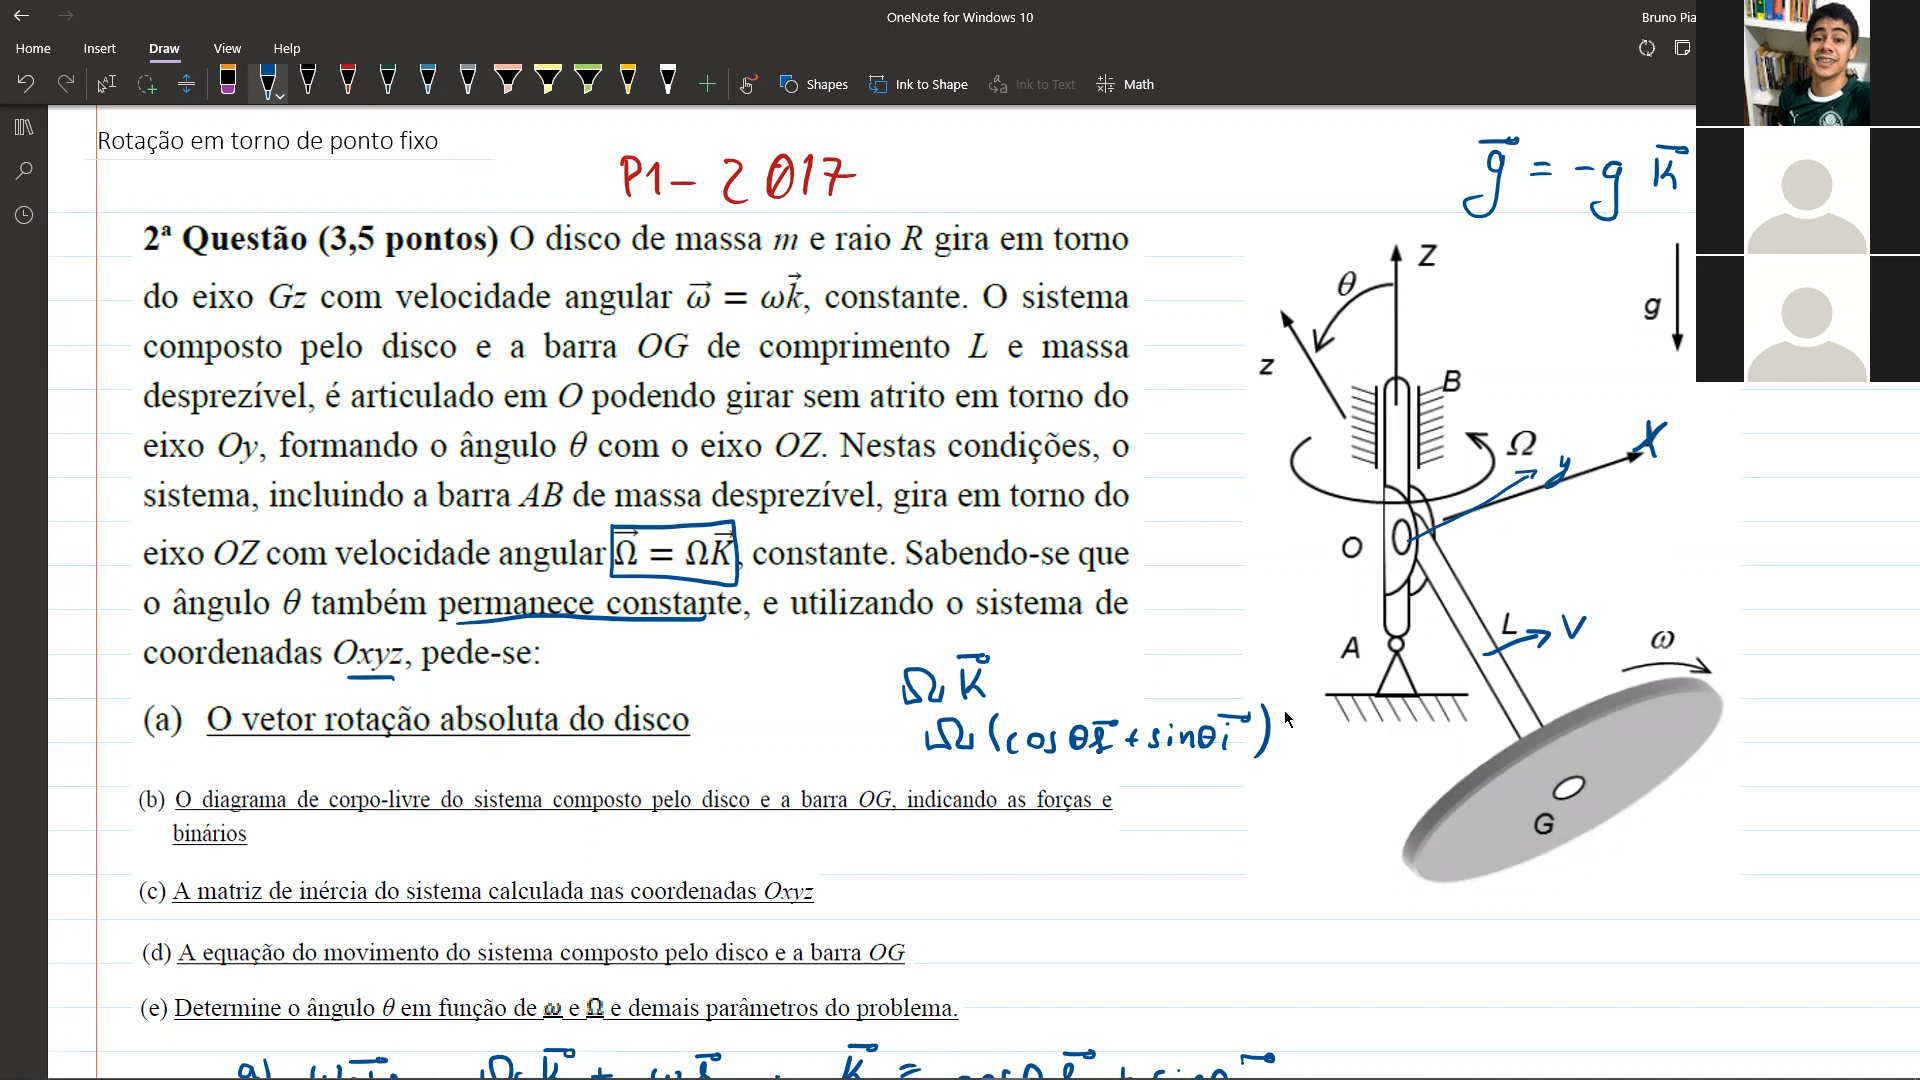 OneNote for Windows 10
Bruno Pia
Home Insert Draw View Help
Shapes Ink to Shape Ink to Text Math
Rotação em torno de ponto fixo
P1- 2017
g⃗ = -g K⃗
2ª Questão (3,5 pontos) O disco de massa m e raio R gira em torno
do eixo Gz com velocidade angular ω⃗ = ωk⃗, constante. O sistema
composto pelo disco e a barra OG de comprimento L e massa
desprezível, é articulado em O podendo girar sem atrito em torno do
eixo Oy, formando o ângulo θ com o eixo OZ. Nestas condições, o
sistema, incluindo a barra AB de massa desprezível, gira em torno do
eixo OZ com velocidade angular Ω⃗ = ΩK⃗, constante. Sabendo-se que
o ângulo θ também permanece constante, e utilizando o sistema de
coordenadas Oxyz, pede-se:
(a) O vetor rotação absoluta do disco
Ω K⃗
Ω (cos θ k⃗ + sinθ i⃗)
(b) O diagrama de corpo-livre do sistema composto pelo disco e a barra OG, indicando as forças e
binários
(c) A matriz de inércia do sistema calculada nas coordenadas Oxyz
(d) A equação do movimento do sistema composto pelo disco e a barra OG
(e) Determine o ângulo θ em função de ω e Ω e demais parâmetros do problema.
Z
θ
g
z
B
Ω
X
y
O
L
V
A
ω
G